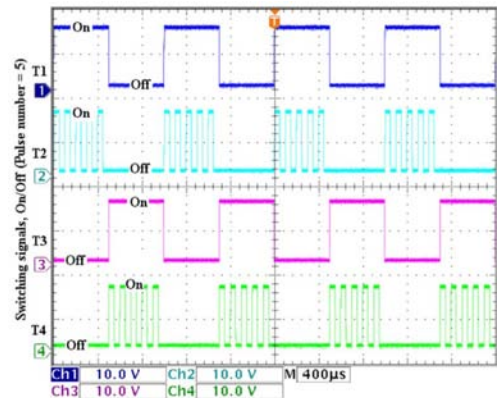 T
On
T1
Off
1
On
T2
Off
2
On
T3
Off
3
On
T4
Off
4
Switching signals, On/Off (Pulse number = 5)
Ch1 10.0 V Ch2 10.0 V M 400µs
Ch3 10.0 V Ch4 10.0 V